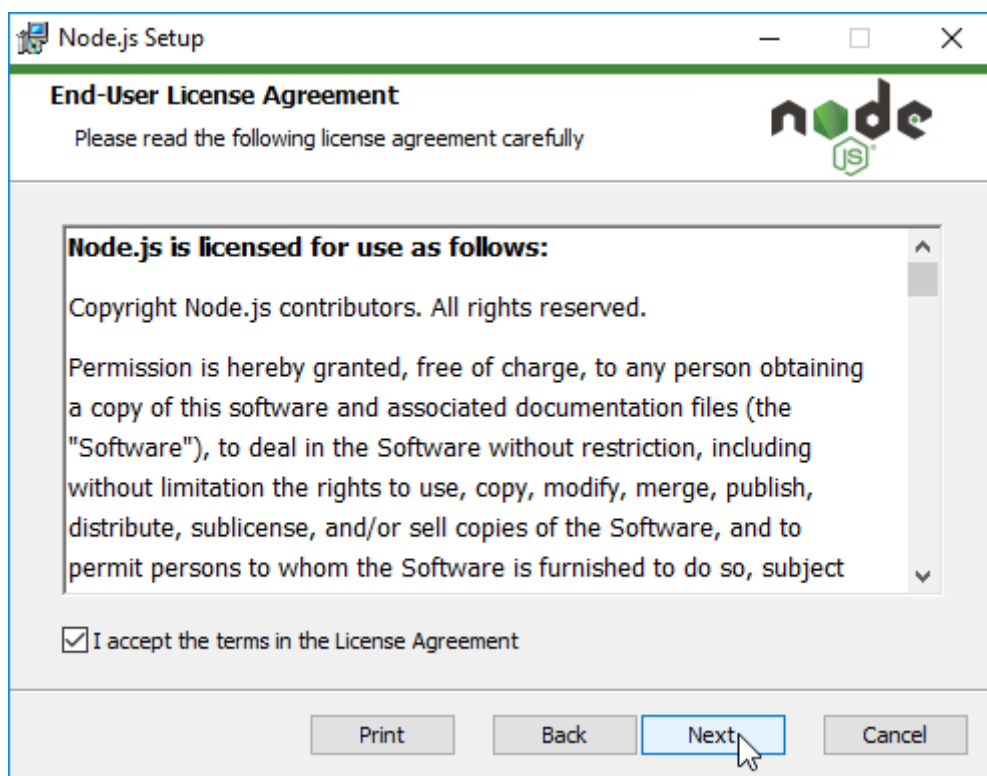 Node.js Setup
End-User License Agreement
Please read the following license agreement carefully
node
JS
Node.js is licensed for use as follows:
Copyright Node.js contributors. All rights reserved.
Permission is hereby granted, free of charge, to any person obtaining
a copy of this software and associated documentation files (the
"Software"), to deal in the Software without restriction, including
without limitation the rights to use, copy, modify, merge, publish,
distribute, sublicense, and/or sell copies of the Software, and to
permit persons to whom the Software is furnished to do so, subject
I accept the terms in the License Agreement
Print Back Next Cancel